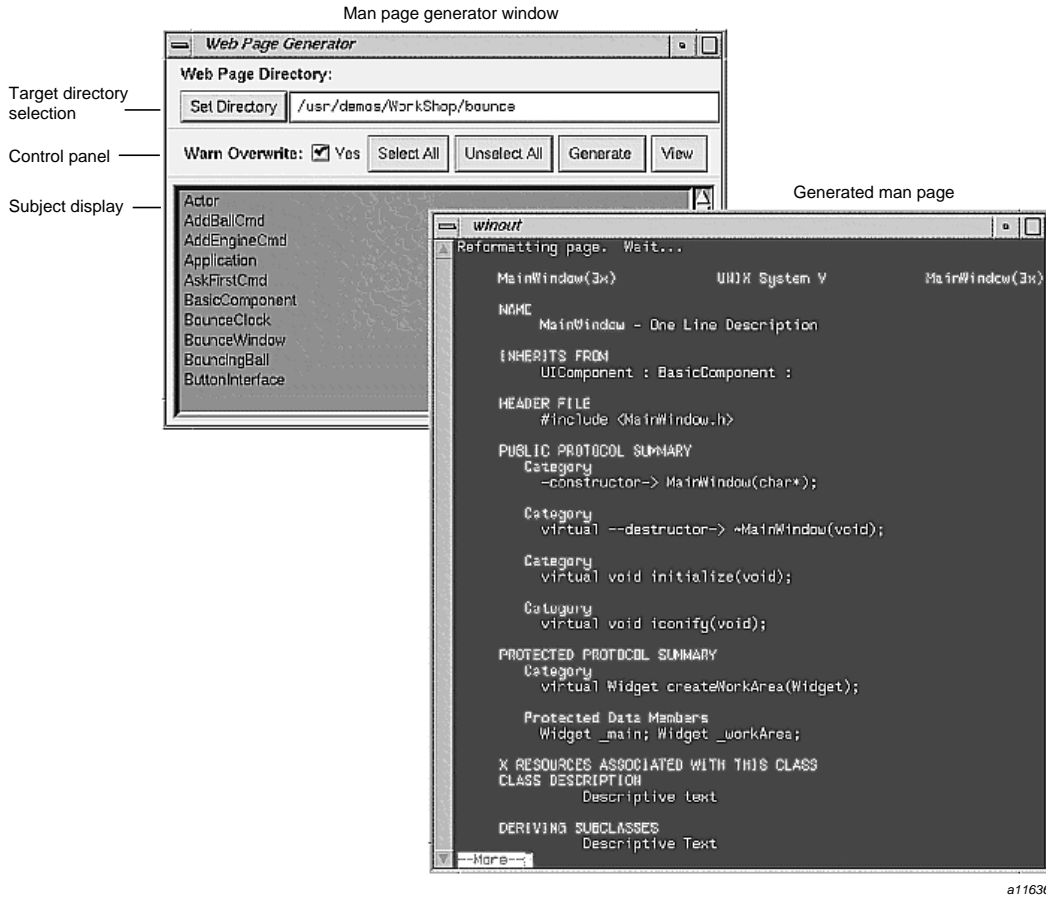 Man page generator window
Web Page Generator
Web Page Directory:
Target directory
selection
Set Directory /usr/demos/WorkShop/bounce
Control panel
Warn Overwrite: Yes Select All Unselect All Generate View
Subject display
Generated man page
Actor
AddBallCmd
AddEngineCmd
Application
AskFirstCmd
BasicComponent
BounceClock
BounceWindow
BouncingBall
ButtonInterface
winout
Reformatting page. Wait...
MainWindow(3x) UNIX System V MainWindow(3x)
NAME
MainWindow - One Line Description
INHERITS FROM
UIComponent : BasicComponent :
HEADER FILE
#include <MainWindow.h>
PUBLIC PROTOCOL SUMMARY
Category
-constructor-> MainWindow(char*);
Category
virtual --destructor-> ~MainWindow(void);
Category
virtual void initialize(void);
Category
virtual void iconify(void);
PROTECTED PROTOCOL SUMMARY
Category
virtual Widget createWorkArea(Widget);
Protected Data Members
Widget _main; Widget _workArea;
X RESOURCES ASSOCIATED WITH THIS CLASS
CLASS DESCRIPTION
Descriptive text
DERIVING SUBCLASSES
Descriptive Text
--More--
a11636